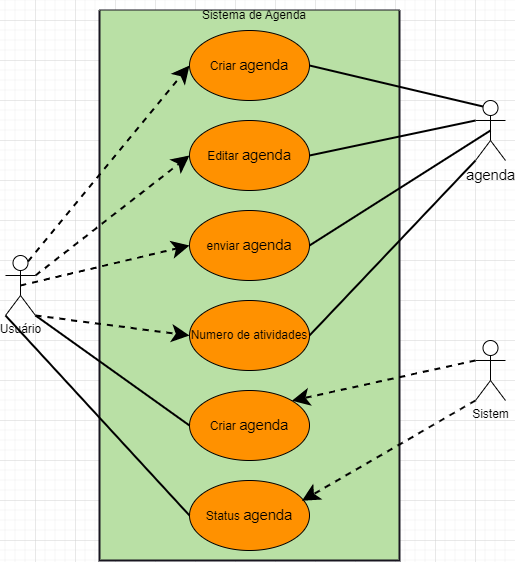 Sistema de Agenda
Criar agenda
Editar agenda
agenda
enviar agenda
Usuário
Numero de atividades
Sistem
Criar agenda
Status agenda